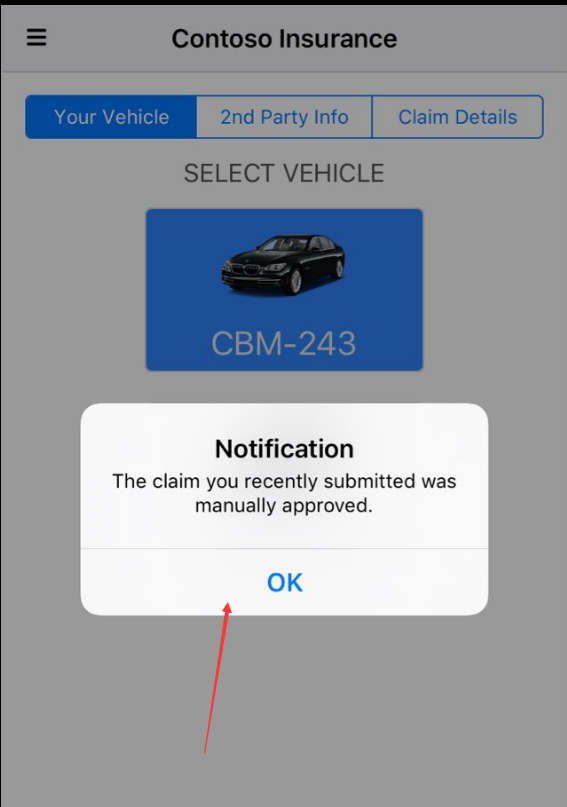 Contoso Insurance
Your Vehicle 2nd Party Info Claim Details
SELECT VEHICLE
CBM-243
Notification
The claim you recently submitted was
manually approved.
OK